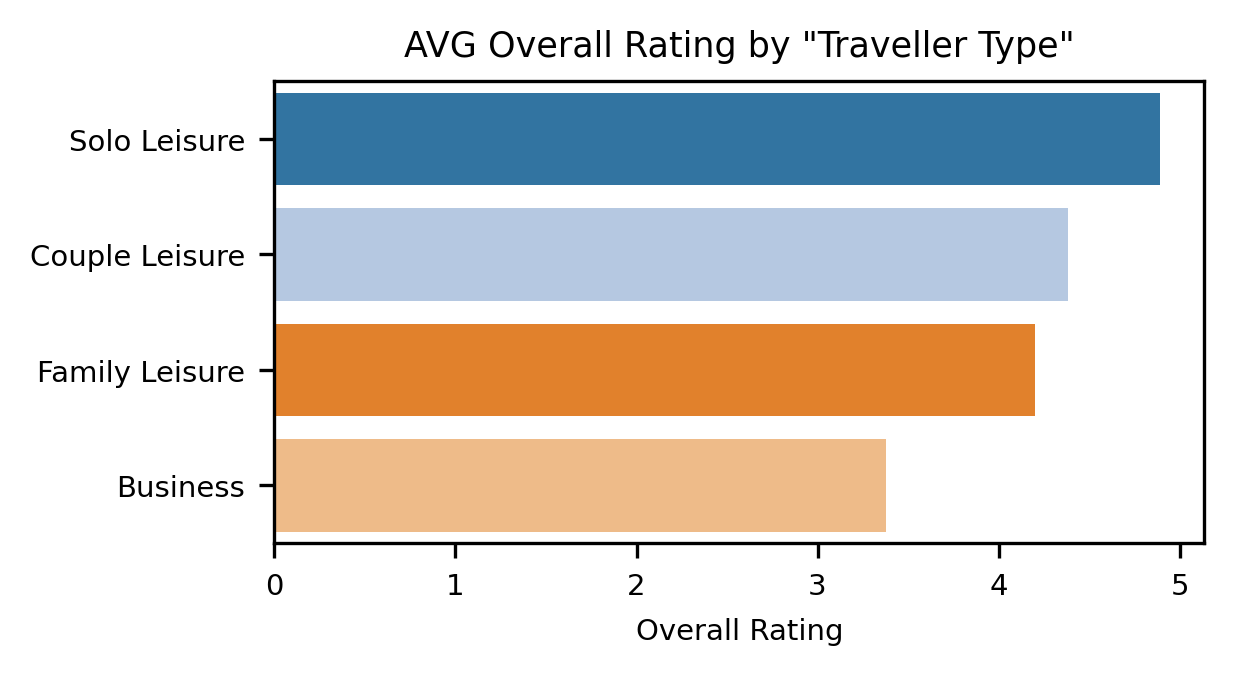 AVG Overall Rating by "Traveller Type"
Solo Leisure
Couple Leisure
Family Leisure
Business
0 1 2 3 4 5
Overall Rating